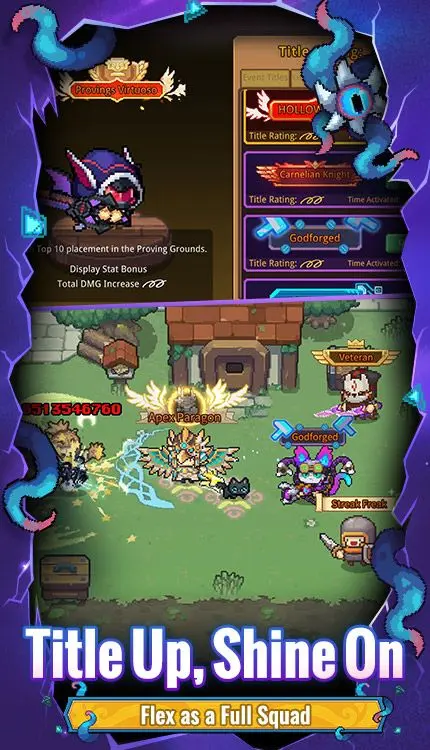 Title
Provings Virtuoso
Event Titles
HOLLOW
Title Rating:
Carnelian Knight
Title Rating:
Time Activated
Godforged
Title Rating:
Time Activated:
Top 10 placement in the Proving Grounds.
Display Stat Bonus
Total DMG Increase
Veteran
3546760
Apex Paragon
Godforged
Streak Freak
Title Up, Shine On
Flex as a Full Squad